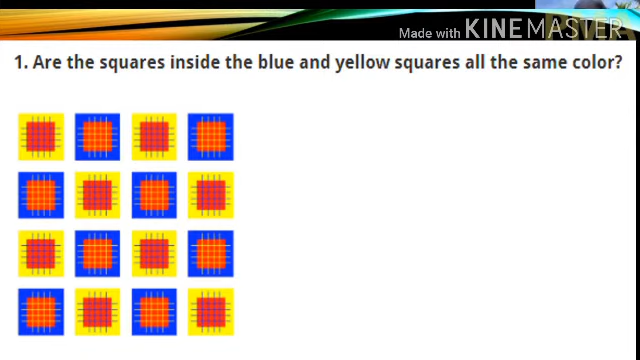 Made with KINEMASTER
1. Are the squares inside the blue and yellow squares all the same color?